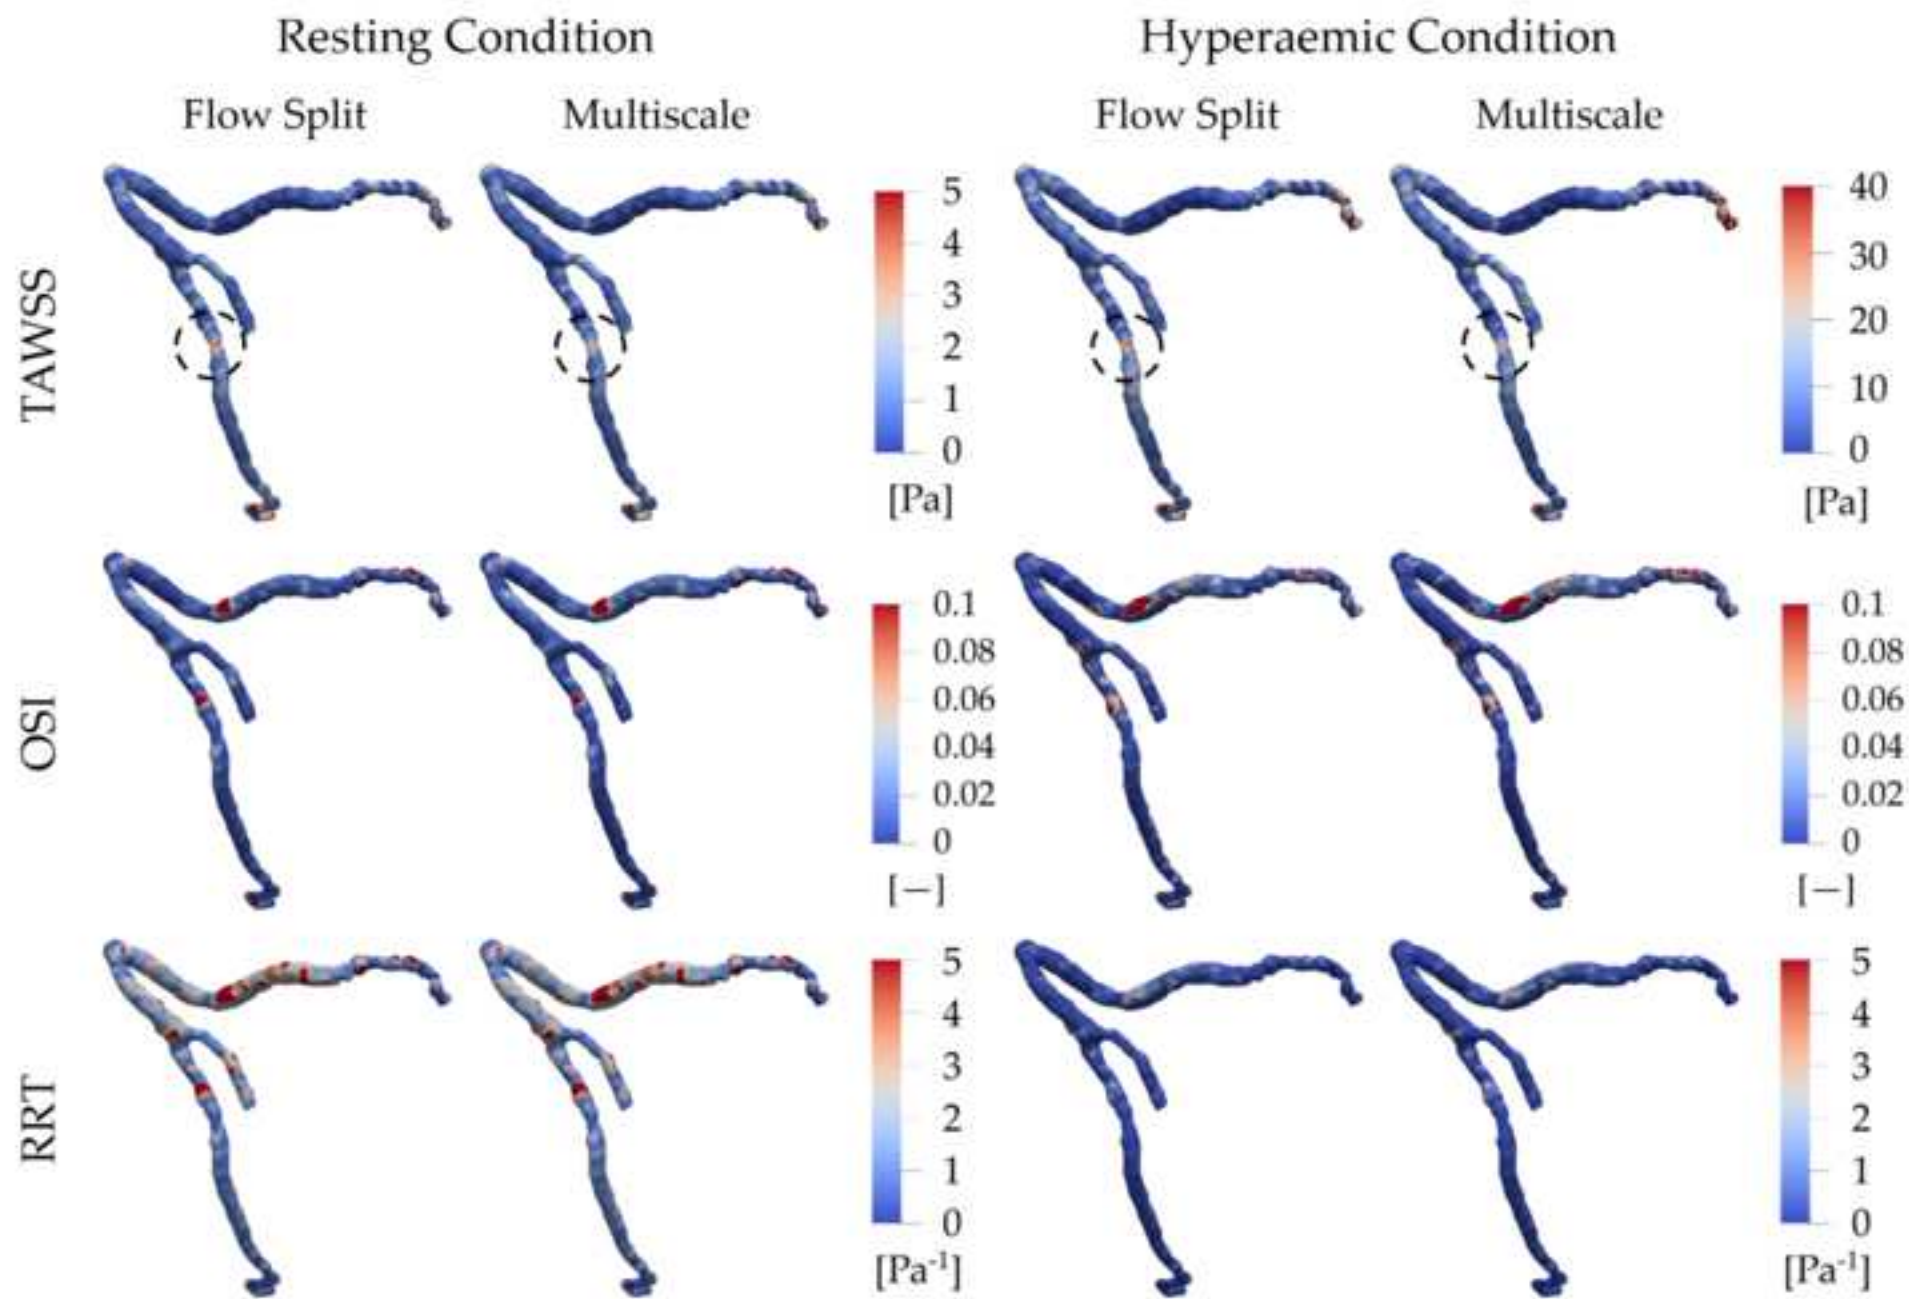 Resting Condition
Hyperaemic Condition
Flow Split
Multiscale
Flow Split
Multiscale
TAWSS
5
4
3
2
1
0
[Pa]
40
30
20
10
0
[Pa]
OSI
0.1
0.08
0.06
0.04
0.02
0
[—]
0.1
0.08
0.06
0.04
0.02
0
[—]
RRT
5
4
3
2
1
0
[Pa⁻¹]
5
4
3
2
1
0
[Pa⁻¹]